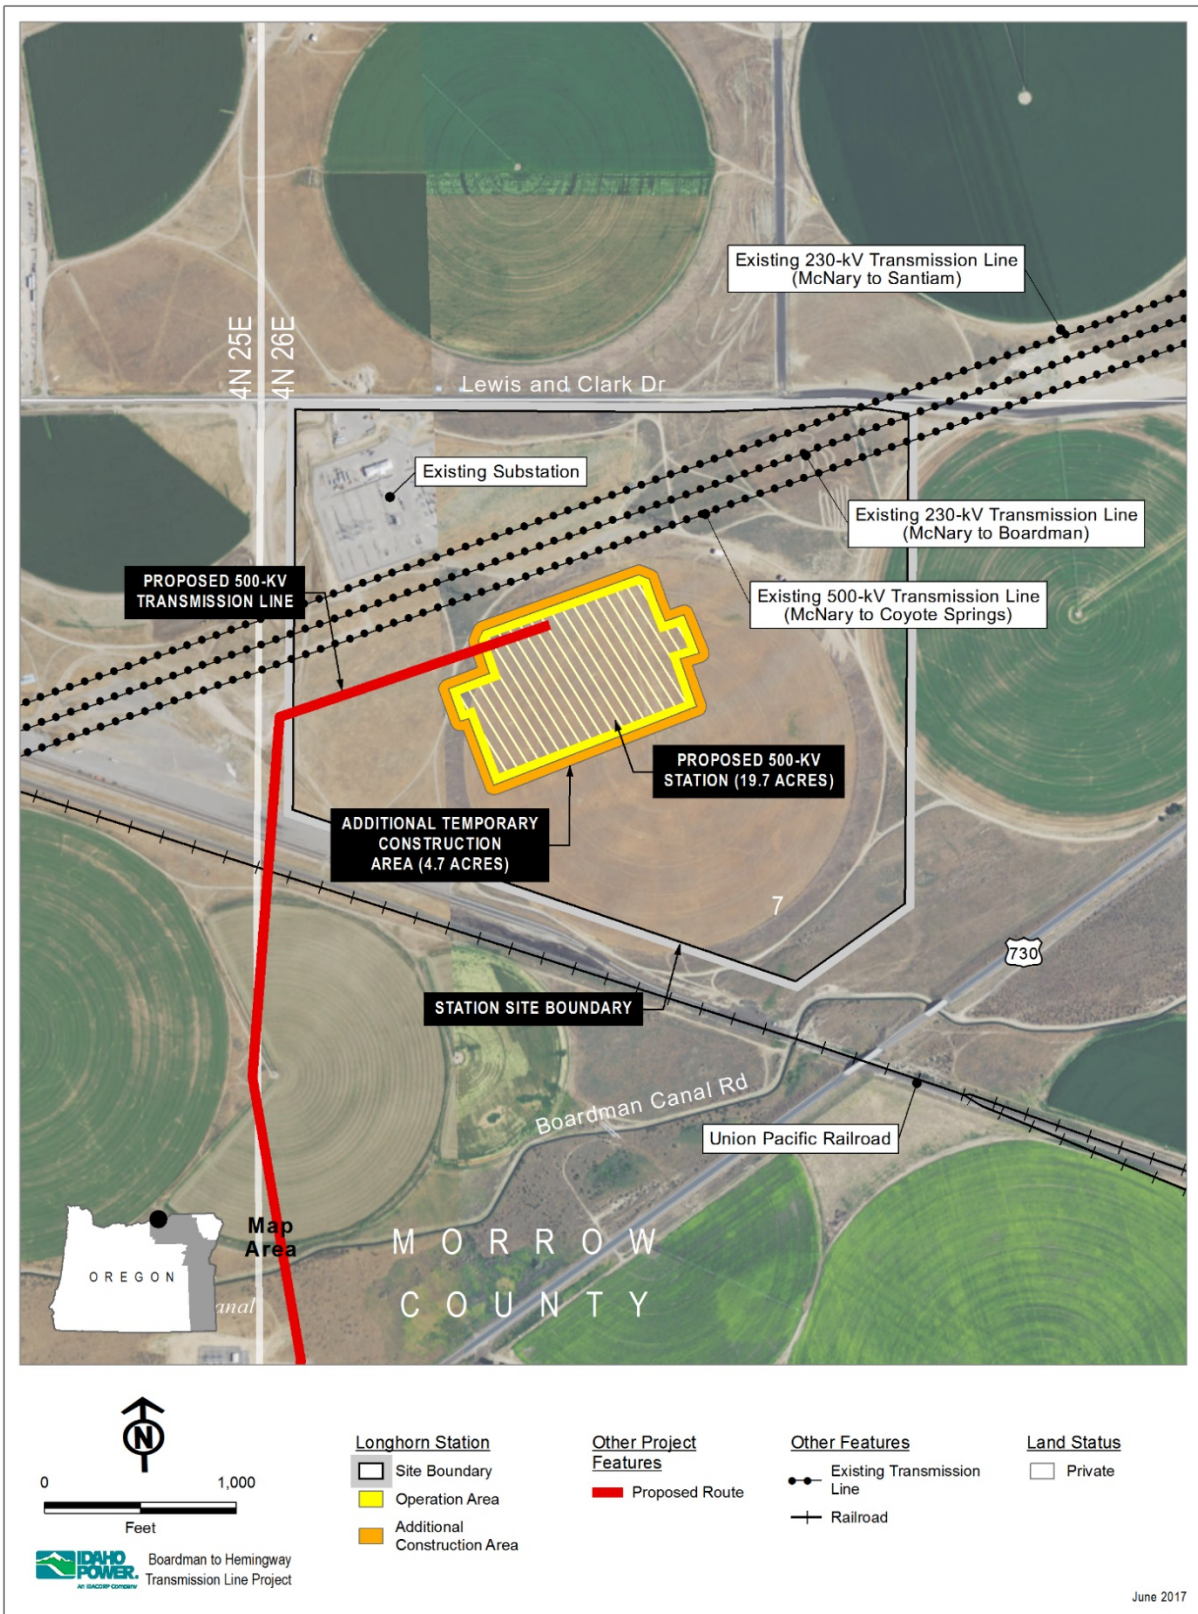 Existing 230-kV Transmission Line
(McNary to Santiam)
4N 25E
4N 26E
Lewis and Clark Dr
Existing Substation
Existing 230-kV Transmission Line
(McNary to Boardman)
PROPOSED 500-KV
TRANSMISSION LINE
Existing 500-kV Transmission Line
(McNary to Coyote Springs)
PROPOSED 500-KV
STATION (19.7 ACRES)
ADDITIONAL TEMPORARY
CONSTRUCTION
AREA (4.7 ACRES)
7
730
STATION SITE BOUNDARY
Boardman Canal Rd
Union Pacific Railroad
Map
Area
OREGON
anal
MORROW
COUNTY
N
0 1,000
Feet
IDAHO
POWER.
An IDACORP Company
Boardman to Hemingway
Transmission Line Project
Longhorn Station
Site Boundary
Operation Area
Additional
Construction Area
Other Project
Features
Proposed Route
Other Features
Existing Transmission
Line
Railroad
Land Status
Private
June 2017